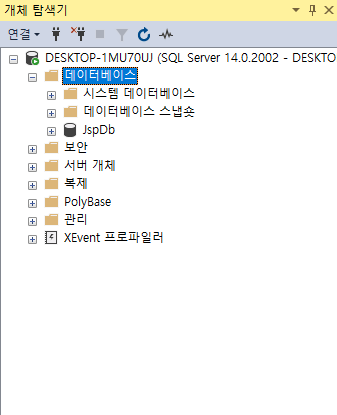 개체 탐색기
연결
DESKTOP-1MU70UJ (SQL Server 14.0.2002 - DESKTO
데이터베이스
시스템 데이터베이스
데이터베이스 스냅숏
JspDb
보안
서버 개체
복제
PolyBase
관리
XEvent 프로파일러